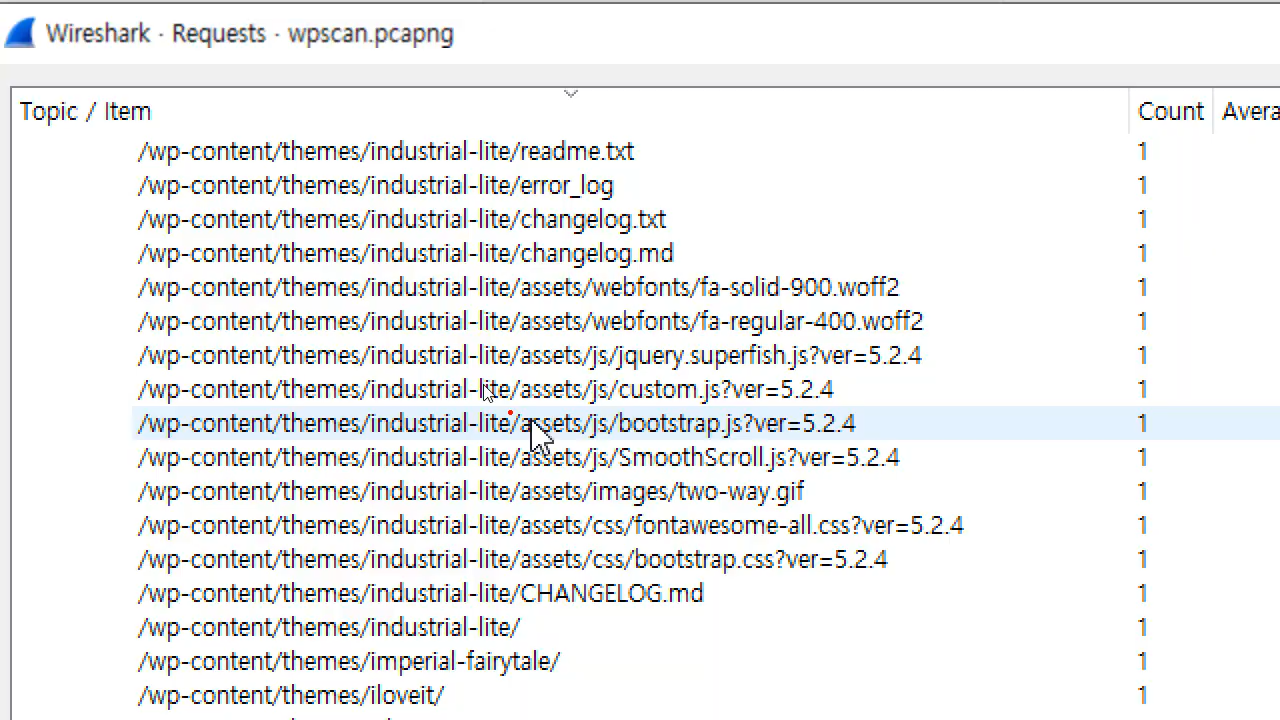 Wireshark · Requests · wpscan.pcapng
Topic / Item Count Avera
/wp-content/themes/industrial-lite/readme.txt 1
/wp-content/themes/industrial-lite/error_log 1
/wp-content/themes/industrial-lite/changelog.txt 1
/wp-content/themes/industrial-lite/changelog.md 1
/wp-content/themes/industrial-lite/assets/webfonts/fa-solid-900.woff2 1
/wp-content/themes/industrial-lite/assets/webfonts/fa-regular-400.woff2 1
/wp-content/themes/industrial-lite/assets/js/jquery.superfish.js?ver=5.2.4 1
/wp-content/themes/industrial-lite/assets/js/custom.js?ver=5.2.4 1
/wp-content/themes/industrial-lite/assets/js/bootstrap.js?ver=5.2.4 1
/wp-content/themes/industrial-lite/assets/js/SmoothScroll.js?ver=5.2.4 1
/wp-content/themes/industrial-lite/assets/images/two-way.gif 1
/wp-content/themes/industrial-lite/assets/css/fontawesome-all.css?ver=5.2.4 1
/wp-content/themes/industrial-lite/assets/css/bootstrap.css?ver=5.2.4 1
/wp-content/themes/industrial-lite/CHANGELOG.md 1
/wp-content/themes/industrial-lite/ 1
/wp-content/themes/imperial-fairytale/ 1
/wp-content/themes/iloveit/ 1